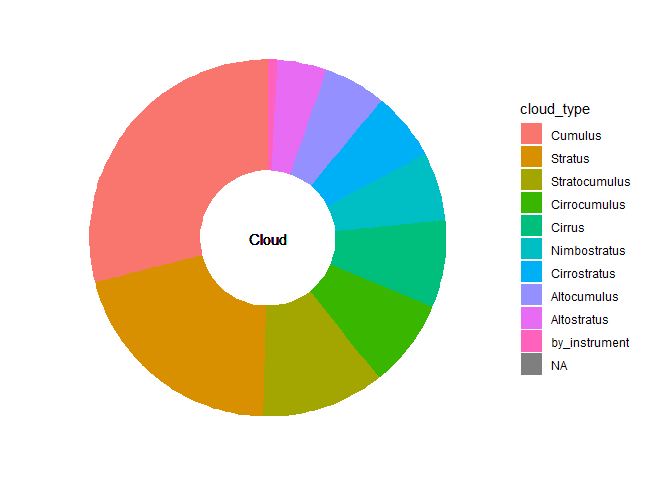 Cloud
cloud_type
Cumulus
Stratus
Stratocumulus
Cirrocumulus
Cirrus
Nimbostratus
Cirrostratus
Altocumulus
Altostratus
by_instrument
NA